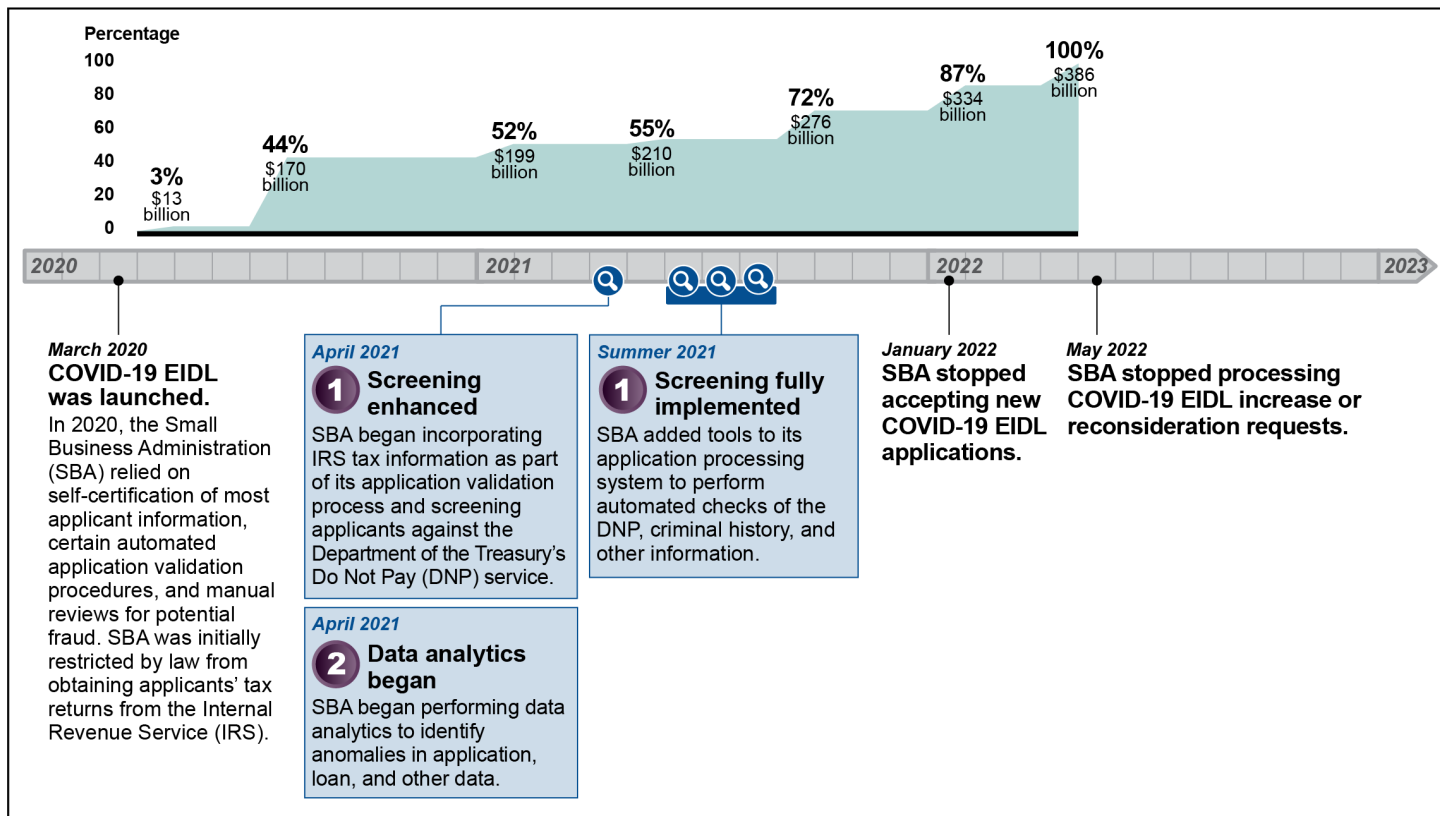 Percentage
100
80
60
40
20
0
3%
$13
billion
44%
$170
billion
52%
$199
billion
55%
$210
billion
72%
$276
billion
87%
$334
billion
100%
$386
billion
2020
2021
2022
2023
March 2020
COVID-19 EIDL
was launched.
In 2020, the Small
Business Administration
(SBA) relied on
self-certification of most
applicant information,
certain automated
application validation
procedures, and manual
reviews for potential
fraud. SBA was initially
restricted by law from
obtaining applicants’ tax
returns from the Internal
Revenue Service (IRS).
April 2021
1 Screening
enhanced
SBA began incorporating
IRS tax information as part
of its application validation
process and screening
applicants against the
Department of the Treasury’s
Do Not Pay (DNP) service.
April 2021
2 Data analytics
began
SBA began performing data
analytics to identify
anomalies in application,
loan, and other data.
Summer 2021
1 Screening fully
implemented
SBA added tools to its
application processing
system to perform
automated checks of the
DNP, criminal history, and
other information.
January 2022
SBA stopped
accepting new
COVID-19 EIDL
applications.
May 2022
SBA stopped processing
COVID-19 EIDL increase or
reconsideration requests.